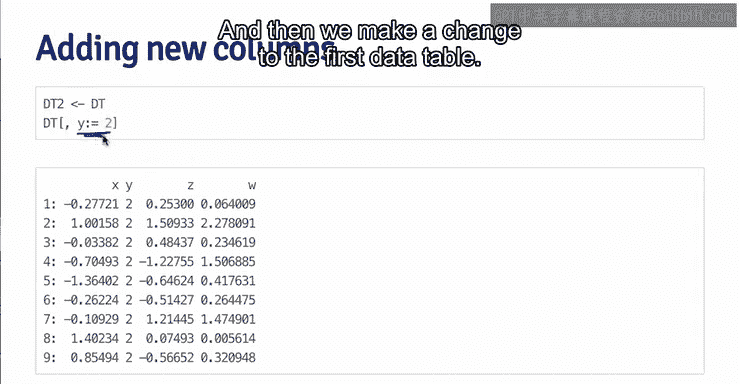 And then we make a change
to the first data table.
Adding new columns
DT2 <- DT
DT[, y:= 2]
x y z w
1: -0.27721 2 0.25300 0.064009
2: 1.00158 2 1.50933 2.278091
3: -0.03382 2 0.48437 0.234619
4: -0.70493 2 -1.22755 1.506885
5: -1.36402 2 -0.64624 0.417631
6: -0.26224 2 -0.51427 0.264475
7: -0.10929 2 1.21445 1.474901
8: 1.40234 2 0.07493 0.005614
9: 0.85494 2 -0.56652 0.320948